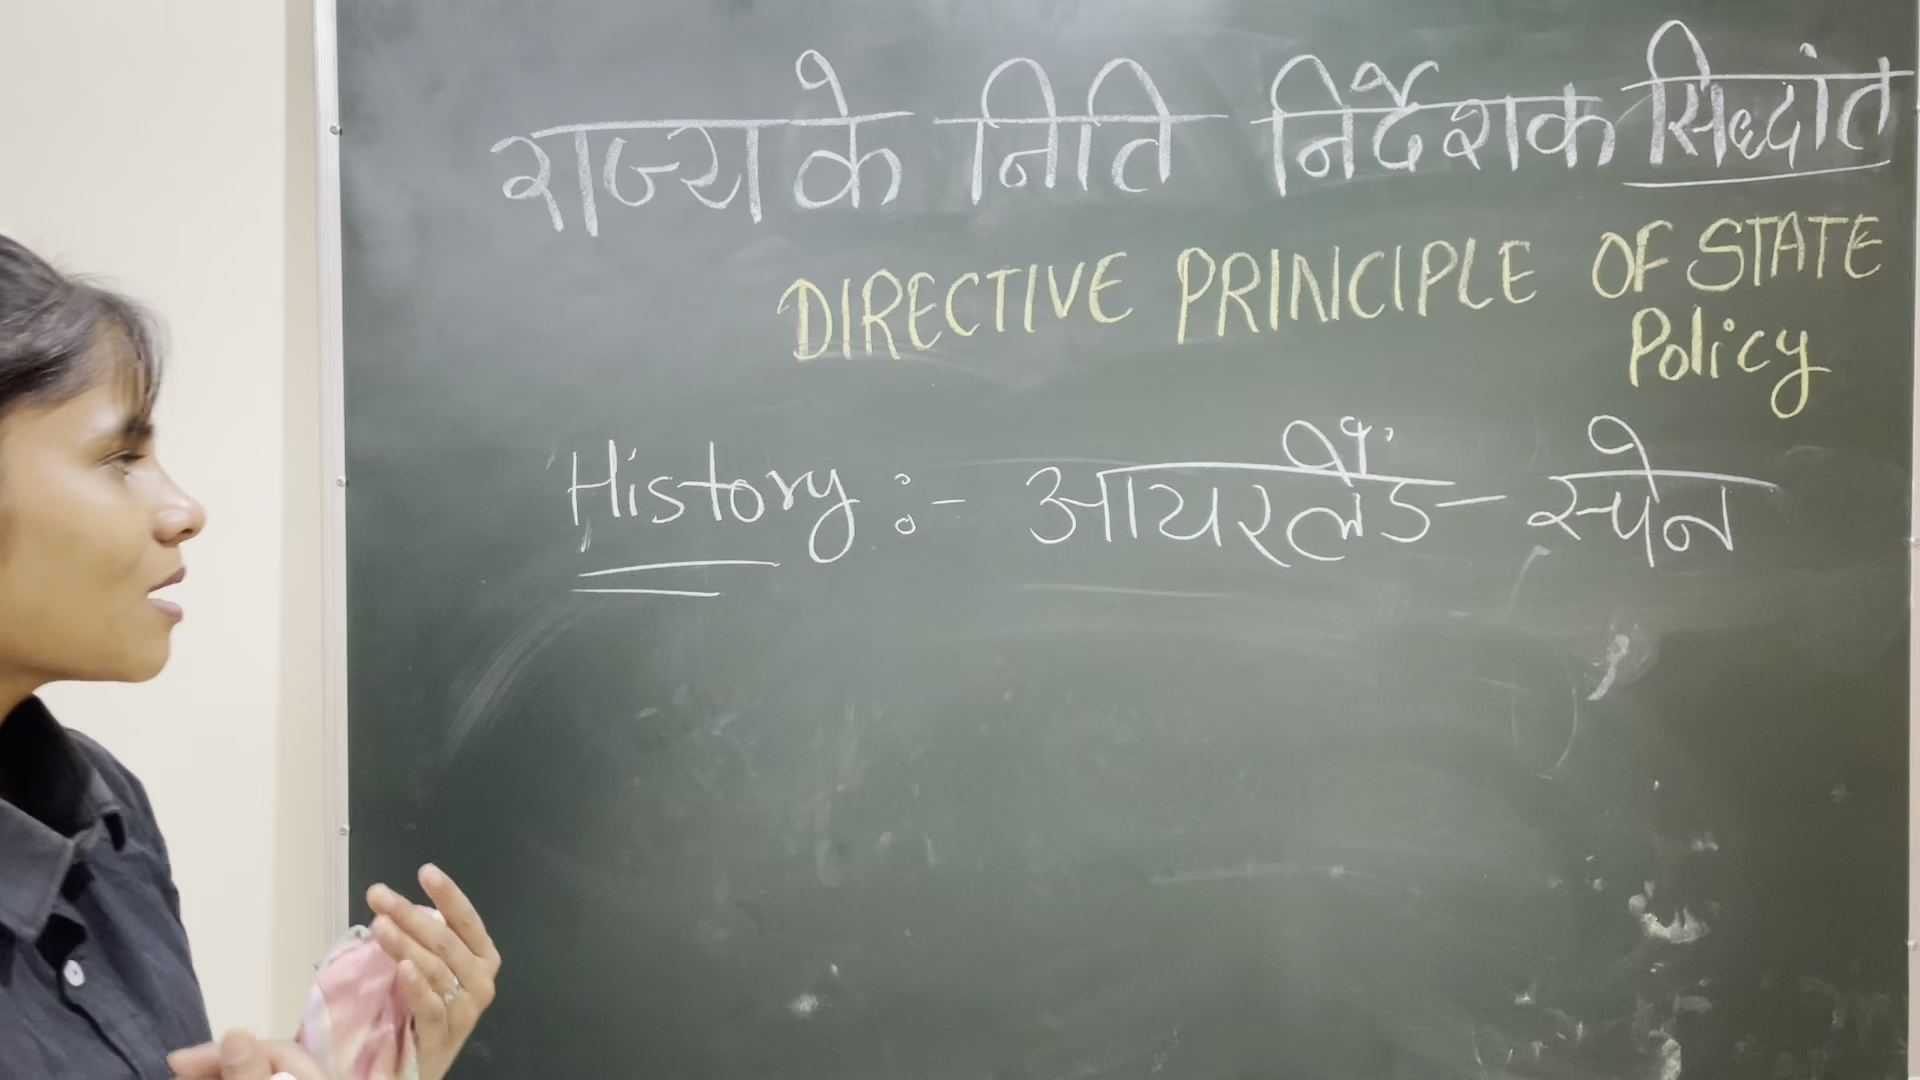 राज्य के निति निर्देशक सिद्धांत
DIRECTIVE PRINCIPLE OF STATE
Policy
History :- आयरलैंड - स्पेन